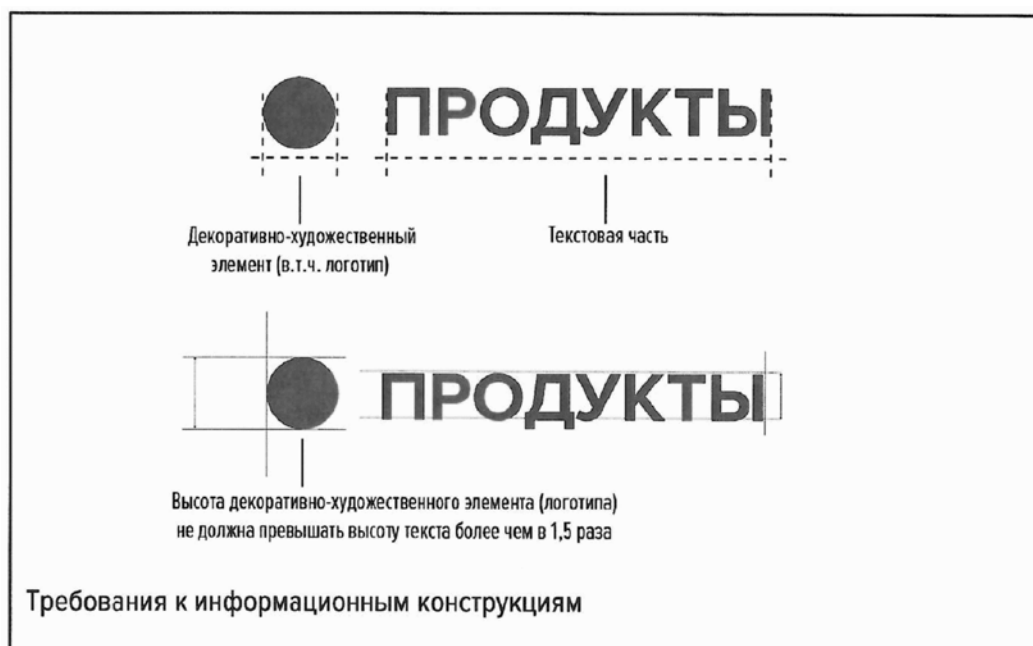 ПРОДУКТЫ
Декоративно-художественный
элемент (в.т.ч. логотип)
Текстовая часть
ПРОДУКТЫ
Высота декоративно-художественного элемента (логотипа)
не должна превышать высоту текста более чем в 1,5 раза
Требования к информационным конструкциям